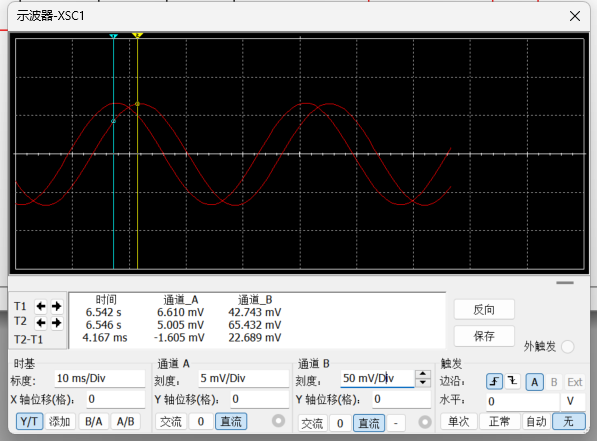 示波器-XSC1
时间 通道_A 通道_B
T1 6.542 s 6.610 mV 42.743 mV
T2 6.546 s 5.005 mV 65.432 mV
T2-T1 4.167 ms -1.605 mV 22.689 mV
反向
保存
外触发
时基 通道 A 通道 B 触发
标度: 10 ms/Div 刻度: 5 mV/Div 刻度: 50 mV/Div 边沿: A B Ext
X 轴位移(格): 0 Y 轴位移(格): 0 Y 轴位移(格): 0 水平: 0 V
Y/T 添加 B/A A/B 交流 0 直流 交流 0 直流 - 单次 正常 自动 无